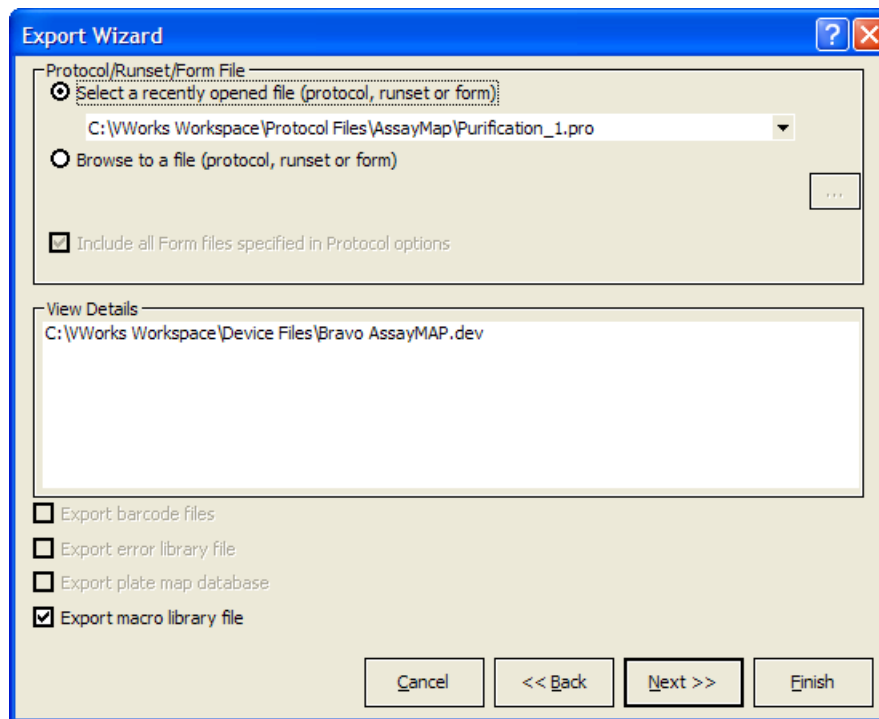 Export Wizard
Protocol/Runset/Form File
Select a recently opened file (protocol, runset or form)
C:\VWorks Workspace\Protocol Files\AssayMap\Purification_1.pro
Browse to a file (protocol, runset or form)
...
Include all Form files specified in Protocol options
View Details
C:\VWorks Workspace\Device Files\Bravo AssayMAP.dev
Export barcode files
Export error library file
Export plate map database
Export macro library file
Cancel
<< Back
Next >>
Finish